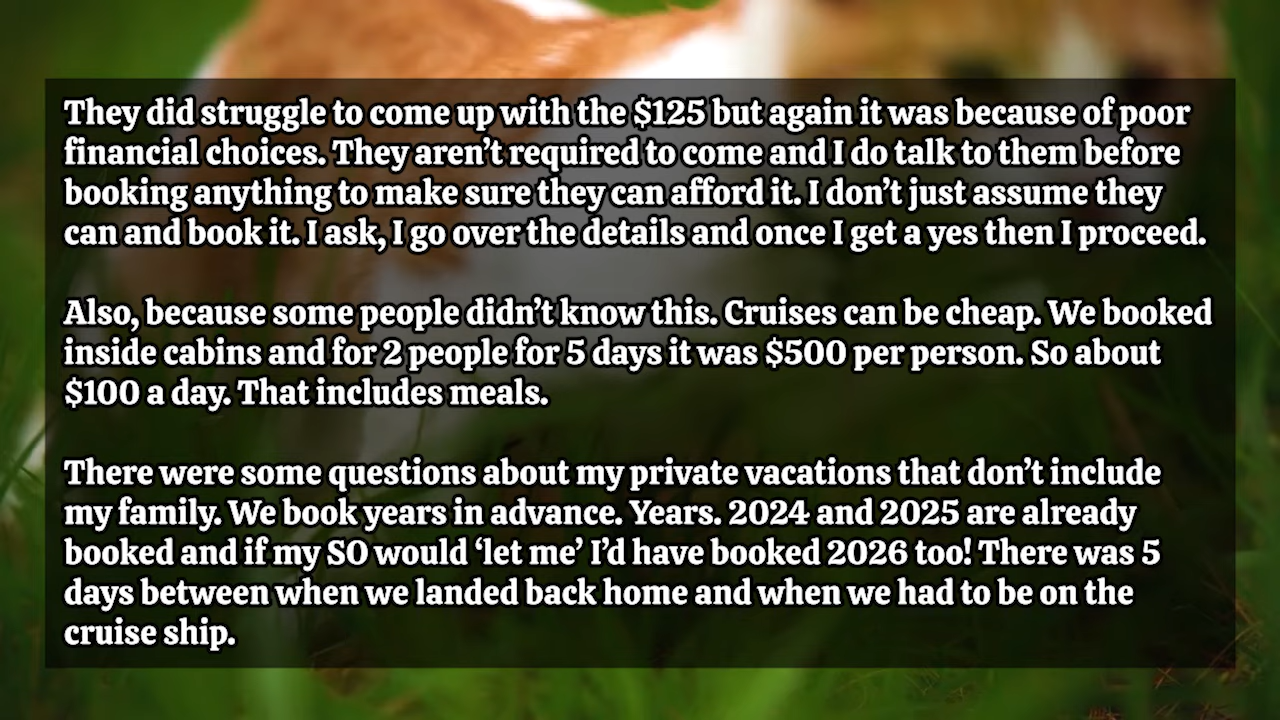 They did struggle to come up with the $125 but again it was because of poor
financial choices. They aren’t required to come and I do talk to them before
booking anything to make sure they can afford it. I don’t just assume they
can and book it. I ask, I go over the details and once I get a yes then I proceed.
Also, because some people didn’t know this. Cruises can be cheap. We booked
inside cabins and for 2 people for 5 days it was $500 per person. So about
$100 a day. That includes meals.
There were some questions about my private vacations that don’t include
my family. We book years in advance. Years. 2024 and 2025 are already
booked and if my SO would ‘let me’ I’d have booked 2026 too! There was 5
days between when we landed back home and when we had to be on the
cruise ship.